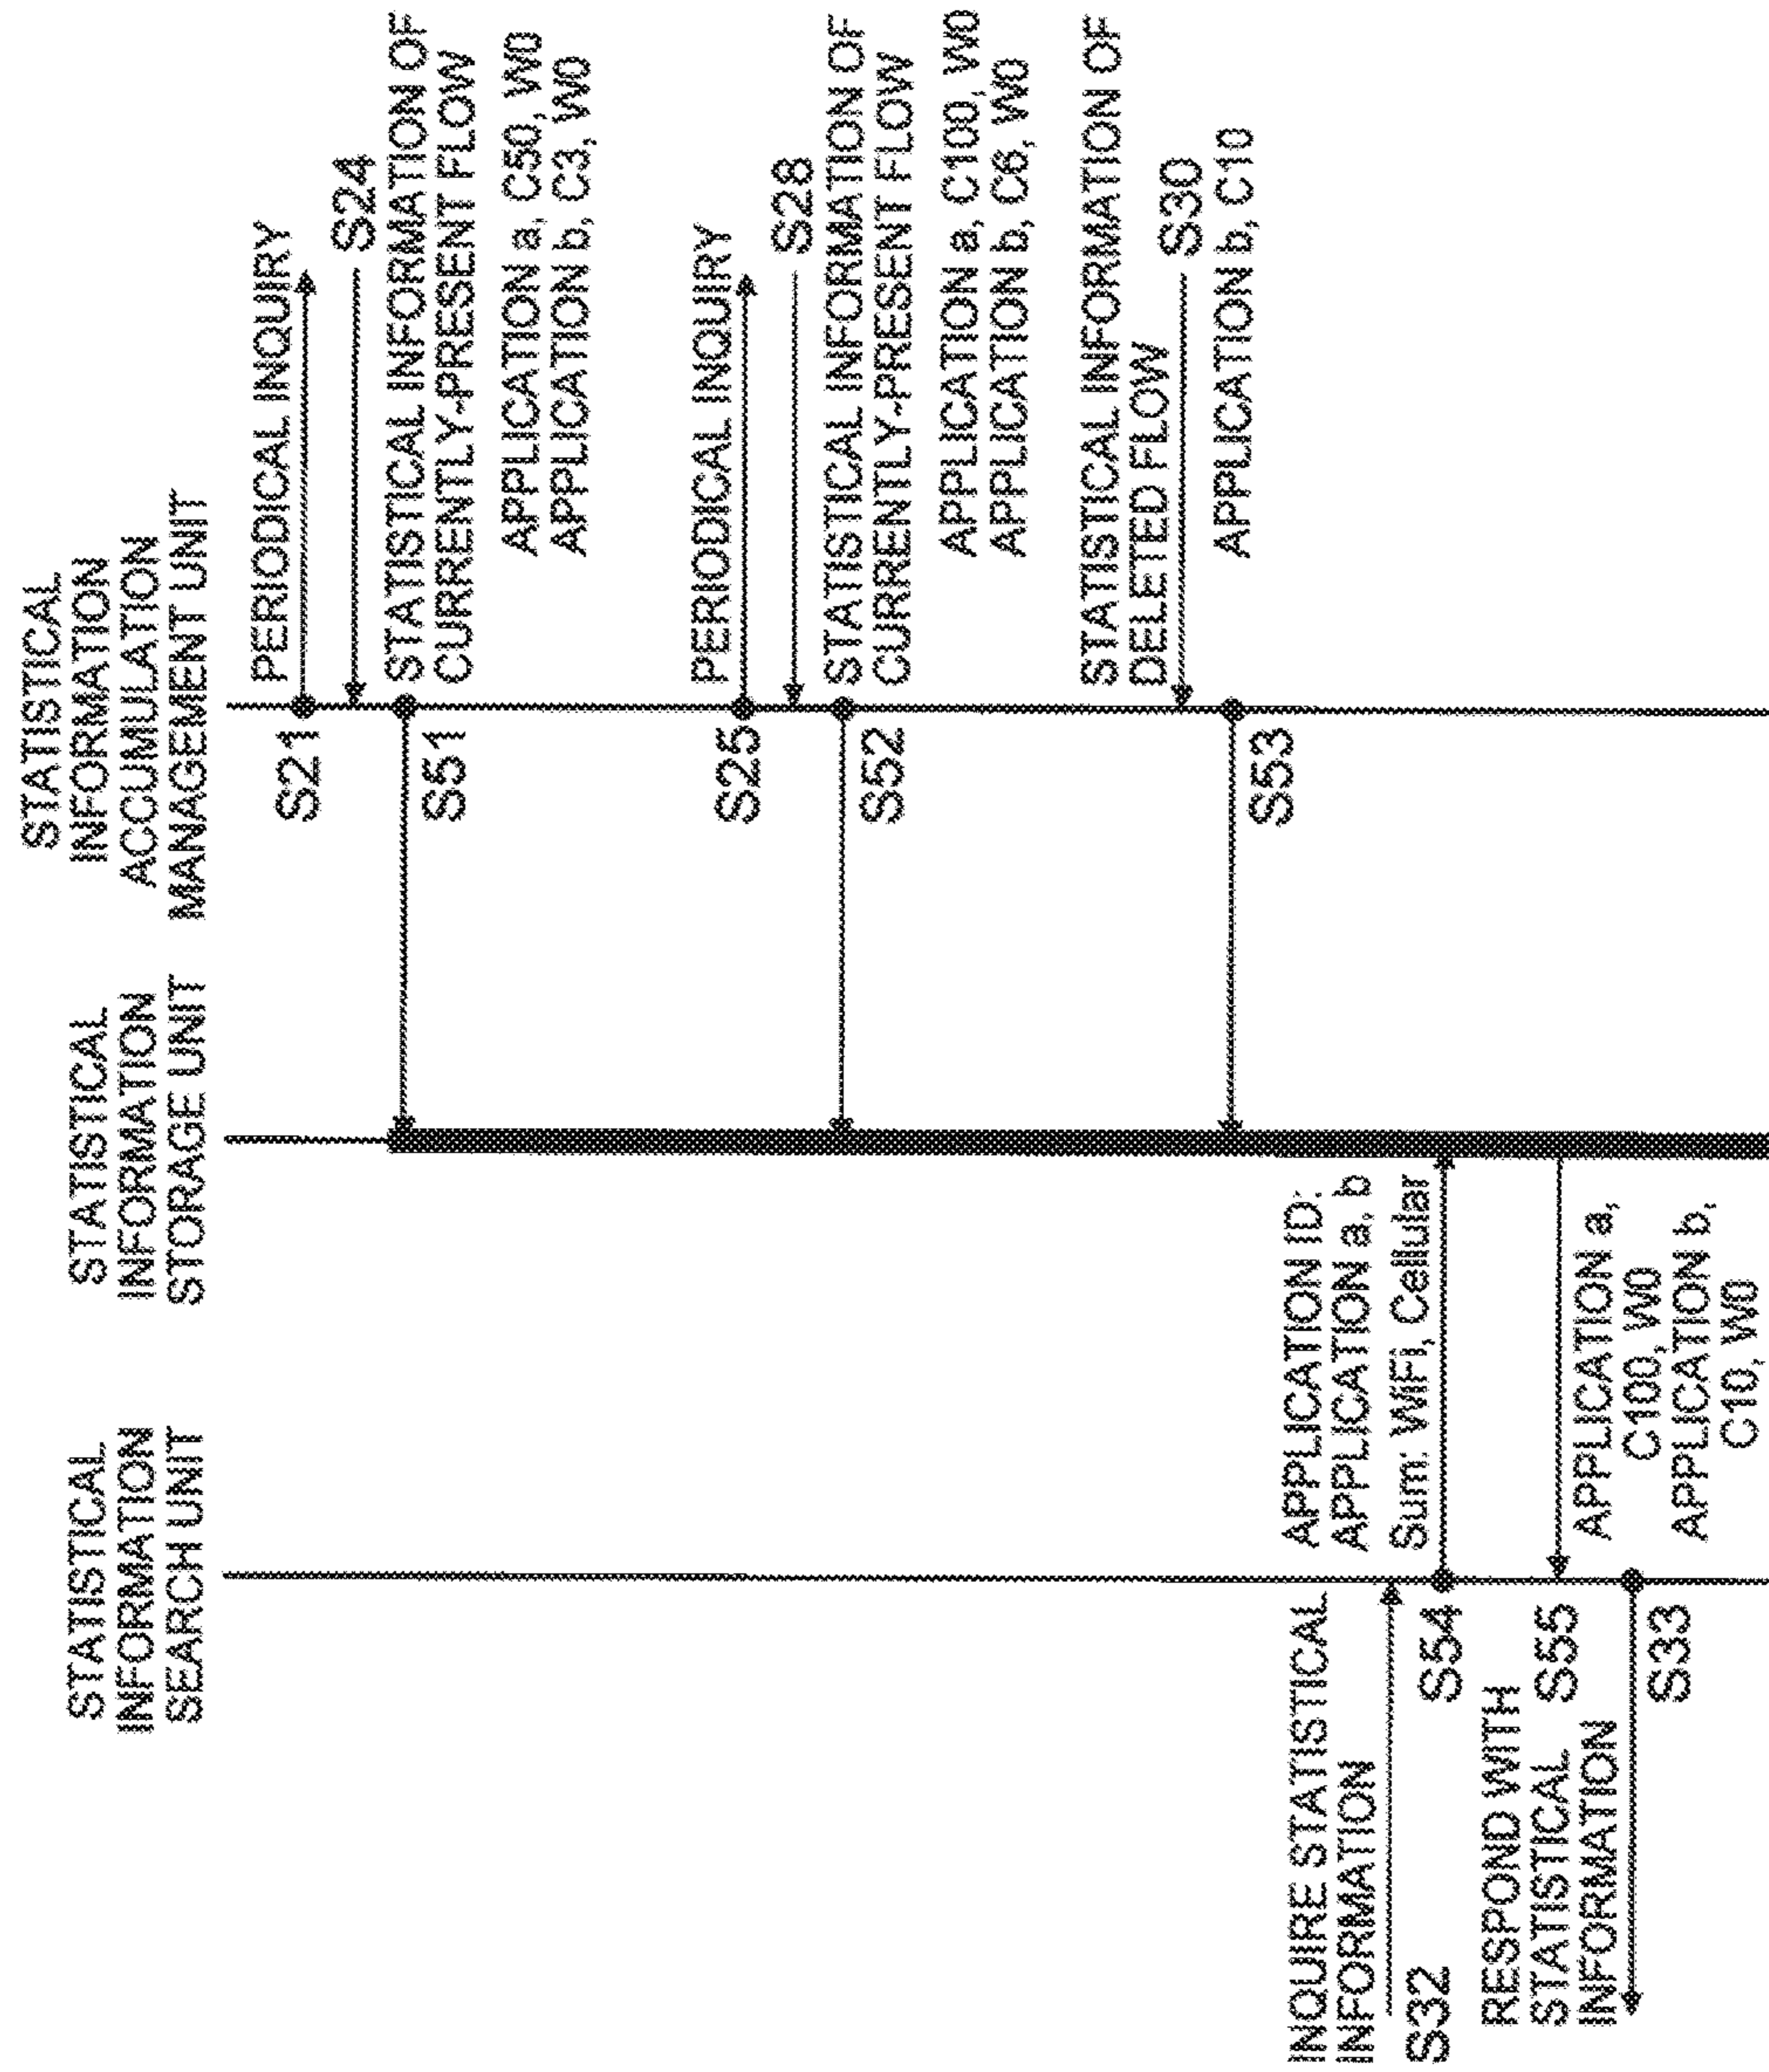 STATISTICAL
INFORMATION
SEARCH UNIT
STATISTICAL
INFORMATION
STORAGE UNIT
STATISTICAL
INFORMATION
ACCUMULATION
MANAGEMENT UNIT
PERIODICAL INQUIRY
S21
S24
STATISTICAL INFORMATION OF
CURRENTLY-PRESENT FLOW
S51
APPLICATION a, C50, W0
APPLICATION b, C3, W0
PERIODICAL INQUIRY
S25
S28
STATISTICAL INFORMATION OF
CURRENTLY-PRESENT FLOW
S52
APPLICATION a, C100, W0
APPLICATION b, C6, W0
STATISTICAL INFORMATION OF
DELETED FLOW
S30
APPLICATION b, C10
S53
INQUIRE STATISTICAL
INFORMATION
S32
APPLICATION ID:
APPLICATION a, b
Sum: WiFi, Cellular
S54
RESPOND WITH
STATISTICAL
INFORMATION
S55
APPLICATION a,
C100, W0
APPLICATION b,
C10, W0
S33